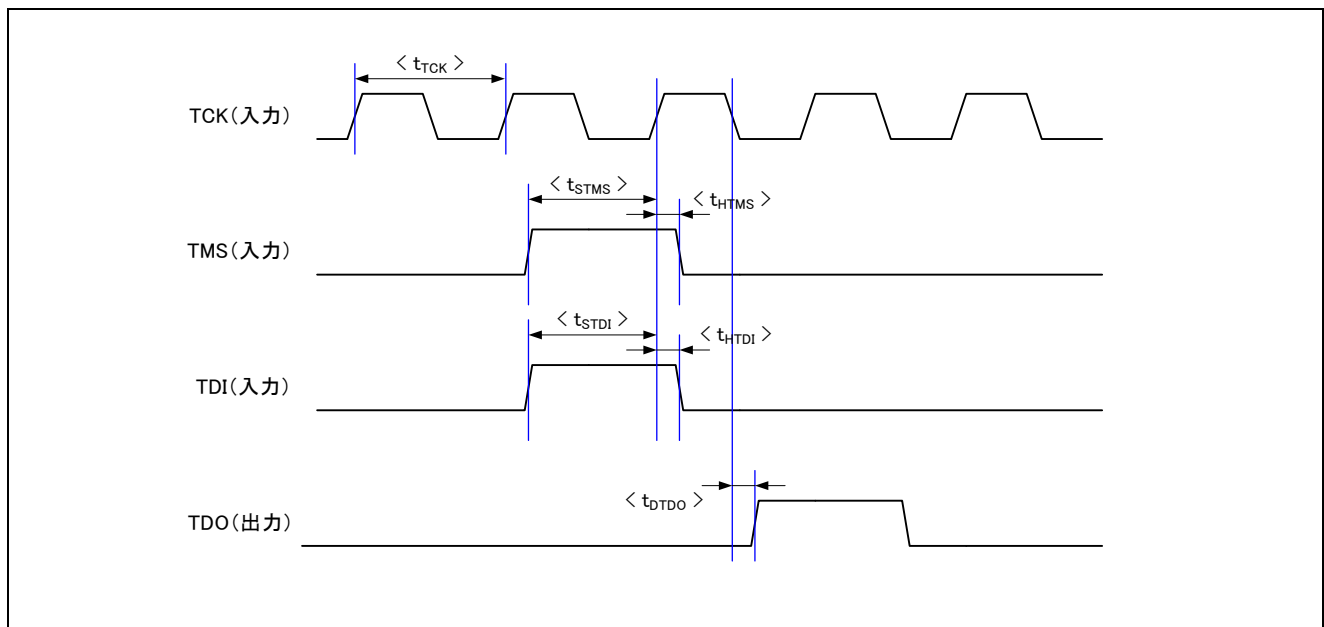 < tTCK >
TCK(入力)
< tSTMS >
< tHTMS >
TMS(入力)
< tSTDI >
< tHTDI >
TDI(入力)
< tDTDO >
TDO(出力)